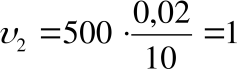 υ₂ = 500 · 0,02/10 = 1